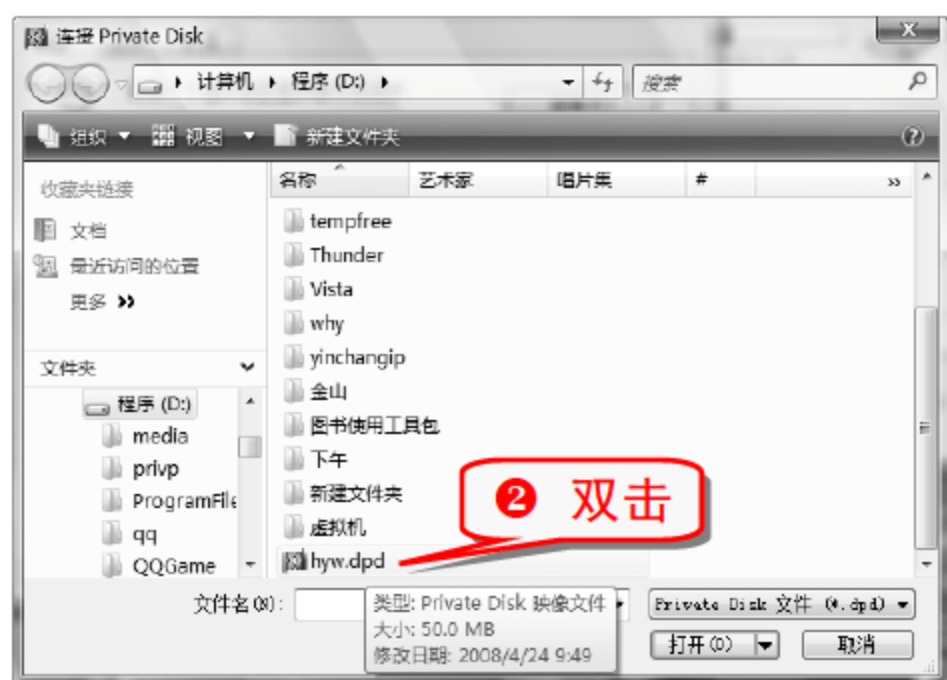 连接 Private Disk
计算机 程序 (D:)
搜索
组织 视图 新建文件夹
收藏夹链接
文档
最近访问的位置
更多 »
文件夹
程序 (D:)
media
privp
ProgramFile
qq
QQGame
名称 艺术家 唱片集 # »
tempfree
Thunder
Vista
why
yinchangip
金山
图书使用工具包
下午
新建文件夹
虚拟机
hyw.dpd
❷ 双击
文件名(N):
类型: Private Disk 映像文件
大小: 50.0 MB
修改日期: 2008/4/24 9:49
Private Disk 文件 (*.dpd)
打开(O) 取消